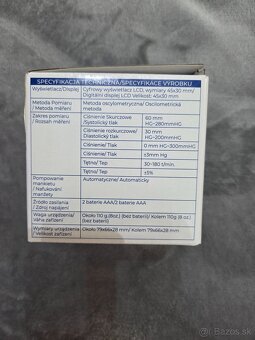 SPECYFIKACJA TECHNICZNA/SPECIFIKACE VÝROBKU
Wyświetlacz/Displej
Cyfrowy wyświetlacz LCD, wymiary 45x30 mm/
Digitální displej LCD Velikost: 45x30 mm
Metoda Pomiaru
/ Metoda měření
Metoda oscylometryczna/ Oscilometrická
metoda
Zakres pomiaru
/ Rozsah měření
Ciśnienie Skurczowe
/Systolický tlak
60 mm
HG-280mmHG
Ciśnienie rozkurczowe/
Diastolický tlak
30 mm
HG-200mmHG
Ciśnienie/ Tlak
0 mm HG-300mmHG
Ciśnienie/ Tlak
±3mm Hg
Tętno/ Tep
30-180 t/min.
Tętno/ Tep
±5%
Pompowanie
mankietu /
Nafukování
manžety
Automatyczne/ Automatický
Źródło zasilania
/ Zdroj napájení
2 baterie AAA/2 baterie AAA
Waga urządzenia/
Váha zařízení
Około 110 g (8oz.) (bez baterii)/ Kolem 110g (8 oz.)
(bez baterií)
Wymiary urządzenia
/ Velikost zařízení
Około 79x66x28 mm/ Kolem 79x66x28 mm
bazos.sk